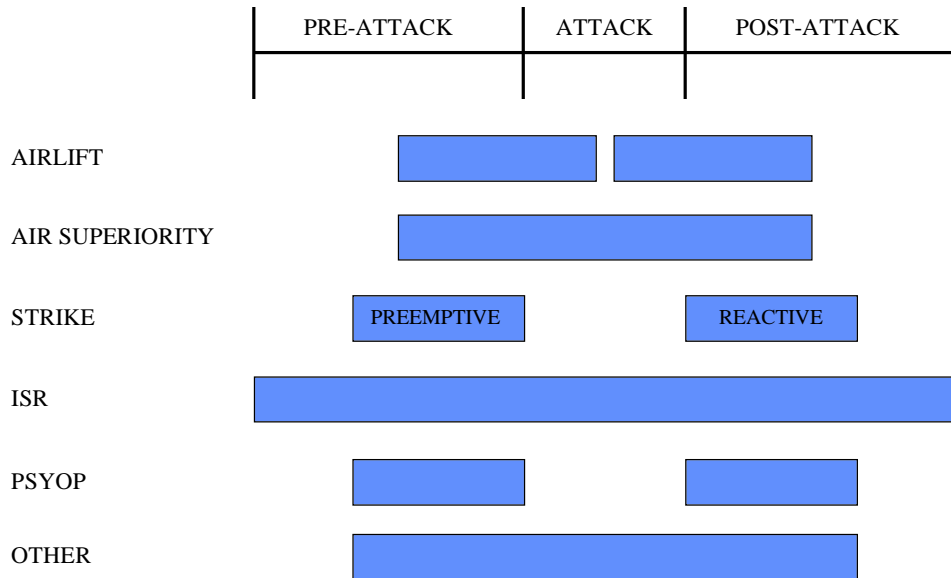 PRE-ATTACK ATTACK POST-ATTACK
AIRLIFT
AIR SUPERIORITY
STRIKE PREEMPTIVE REACTIVE
ISR
PSYOP
OTHER